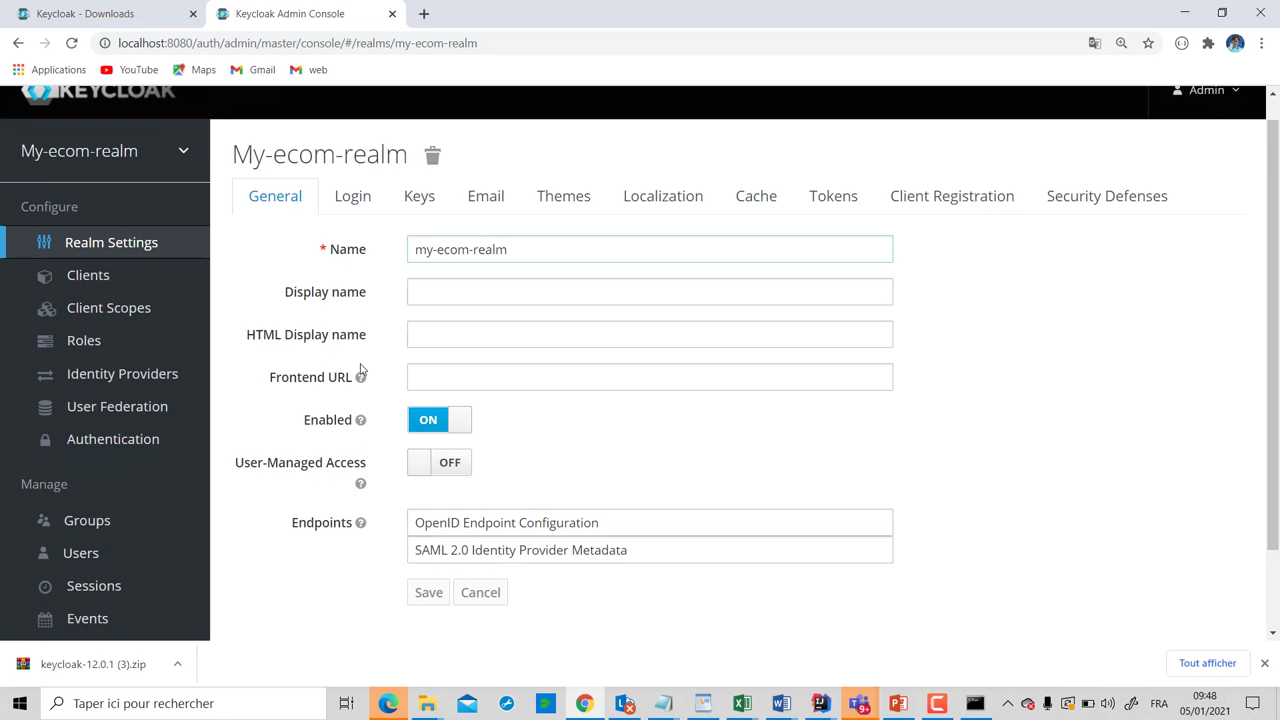 Keycloak - Downloads
Keycloak Admin Console
localhost:8080/auth/admin/master/console/#/realms/my-ecom-realm
Applications
YouTube
Maps
Gmail
web
KEYCLOAK
Admin
My-ecom-realm
Configure
Realm Settings
Clients
Client Scopes
Roles
Identity Providers
User Federation
Authentication
Manage
Groups
Users
Sessions
Events
My-ecom-realm
General
Login
Keys
Email
Themes
Localization
Cache
Tokens
Client Registration
Security Defenses
* Name
my-ecom-realm
Display name
HTML Display name
Frontend URL
Enabled
ON
User-Managed Access
OFF
Endpoints
OpenID Endpoint Configuration
SAML 2.0 Identity Provider Metadata
Save
Cancel
keycloak-12.0.1 (3).zip
Tout afficher
Taper ici pour rechercher
9+
FRA
09:48
05/01/2021